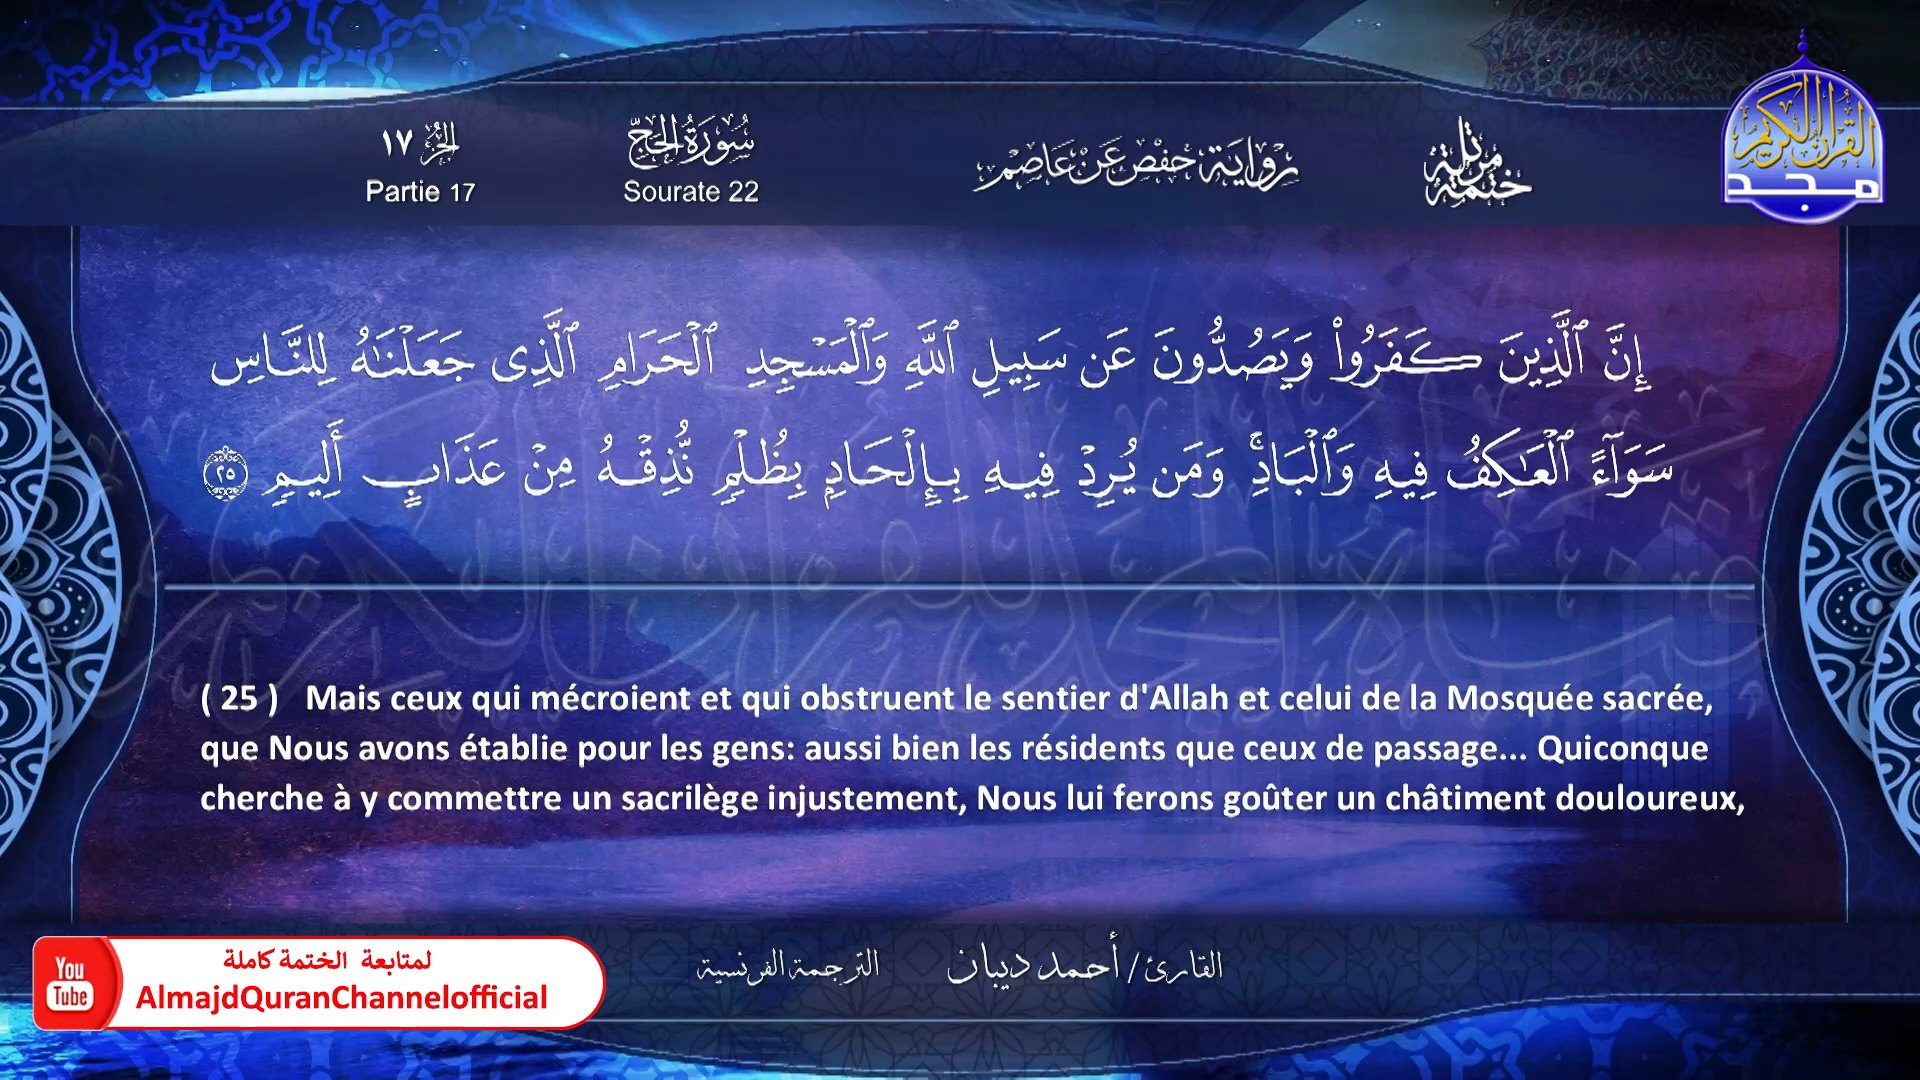 القرآن الكريم
مجد
ختمة مرتلة
رواية حفص عن عاصم
سُورَةُ الحَجّ
Sourate 22
الجزء ١٧
Partie 17
إِنَّ ٱلَّذِينَ كَفَرُوا۟ وَيَصُدُّونَ عَن سَبِيلِ ٱللَّهِ وَٱلْمَسْجِدِ ٱلْحَرَامِ ٱلَّذِى جَعَلْنَٰهُ لِلنَّاسِ
سَوَآءً ٱلْعَٰكِفُ فِيهِ وَٱلْبَادِ ۚ وَمَن يُرِدْ فِيهِ بِإِلْحَادٍۭ بِظُلْمٍ نُّذِقْهُ مِنْ عَذَابٍ أَلِيمٍ ٢٥
( 25 ) Mais ceux qui mécroient et qui obstruent le sentier d'Allah et celui de la Mosquée sacrée,
que Nous avons établie pour les gens: aussi bien les résidents que ceux de passage... Quiconque
cherche à y commettre un sacrilège injustement, Nous lui ferons goûter un châtiment douloureux,
القارئ / أحمد ديبان
الترجمة الفرنسية
You
Tube
لمتابعة الختمة كاملة
AlmajdQuranChannelofficial